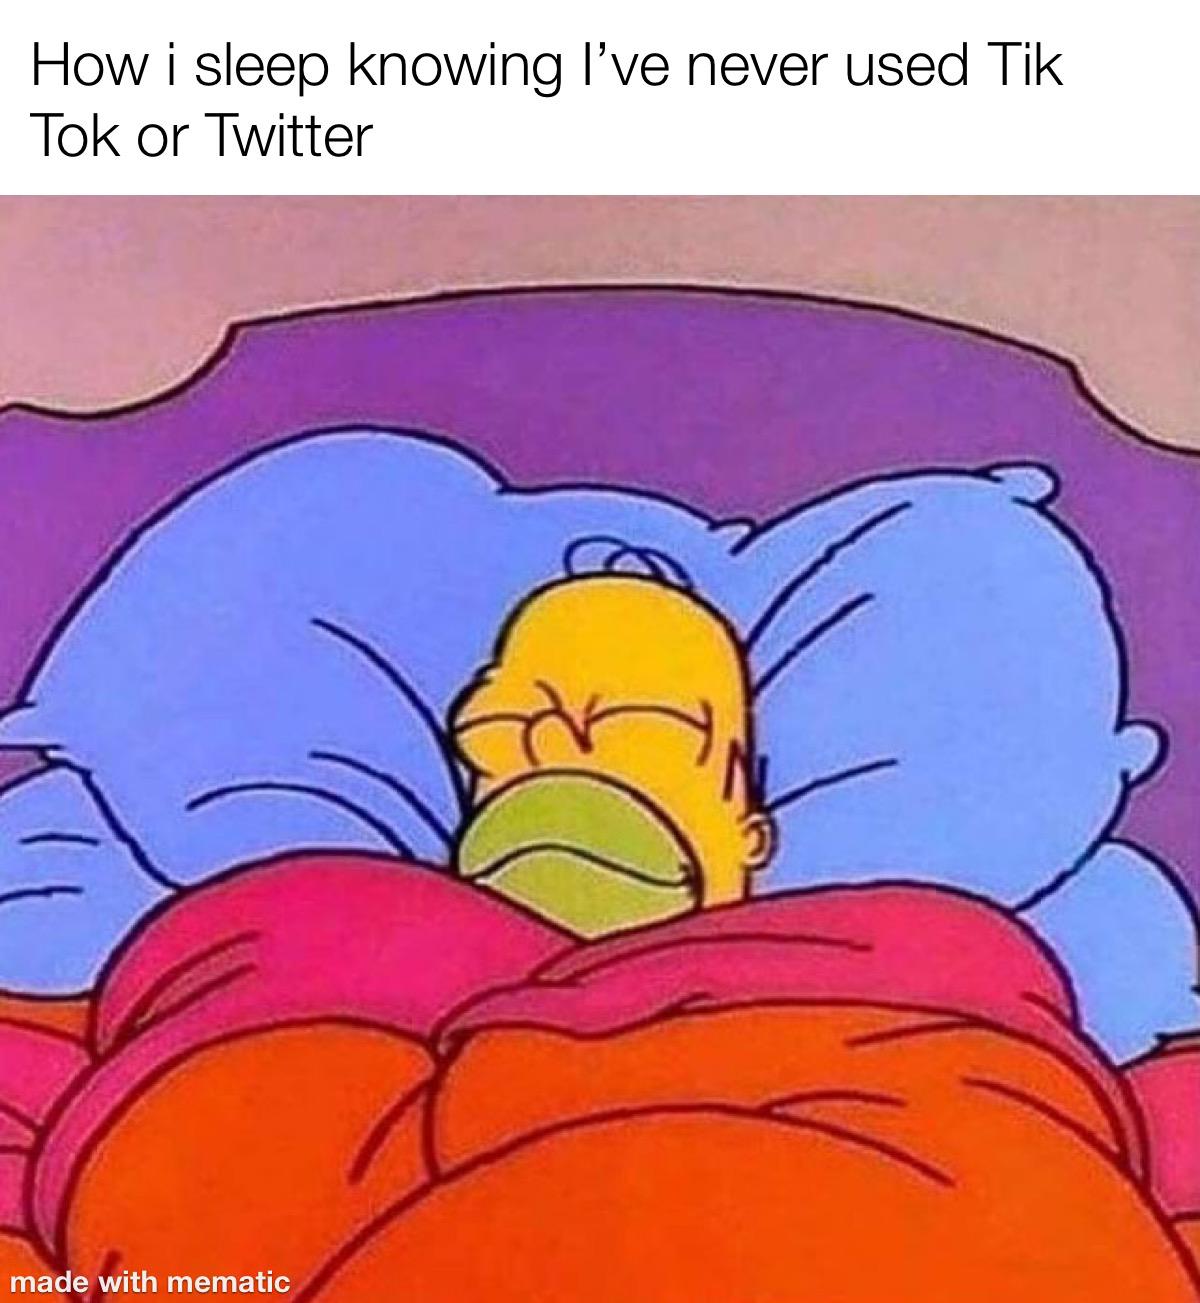 How i sleep knowing I’ve never used Tik
Tok or Twitter
made with mematic